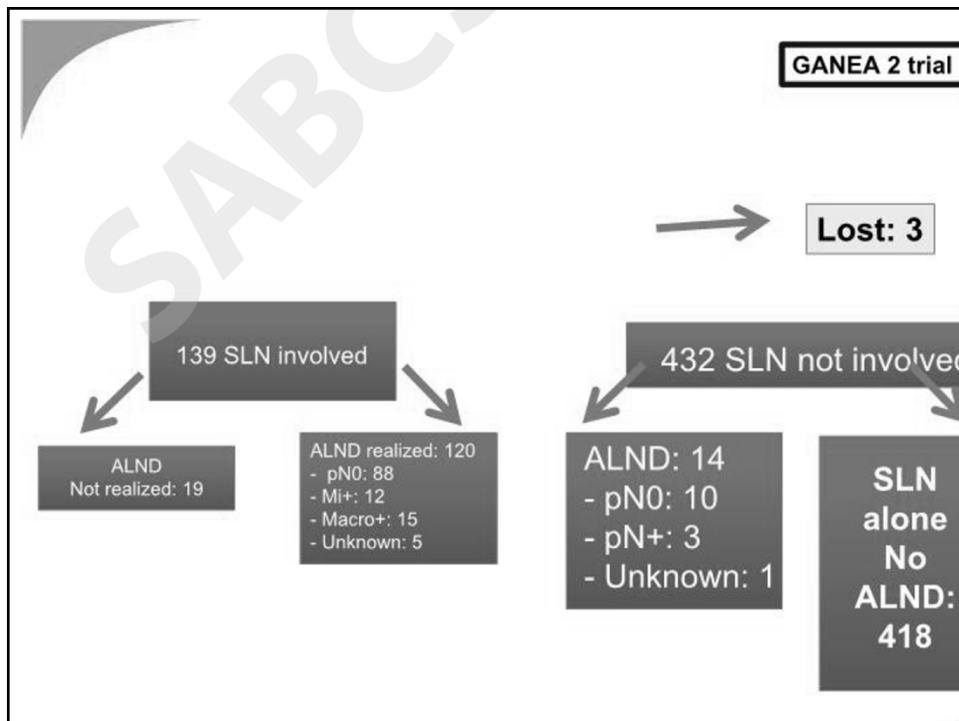 SABCS
GANEA 2 trial
Lost: 3
139 SLN involved
ALND
Not realized: 19
ALND realized: 120
- pN0: 88
- Mi+: 12
- Macro+: 15
- Unknown: 5
432 SLN not involved
ALND: 14
- pN0: 10
- pN+: 3
- Unknown: 1
SLN
alone
No
ALND:
418